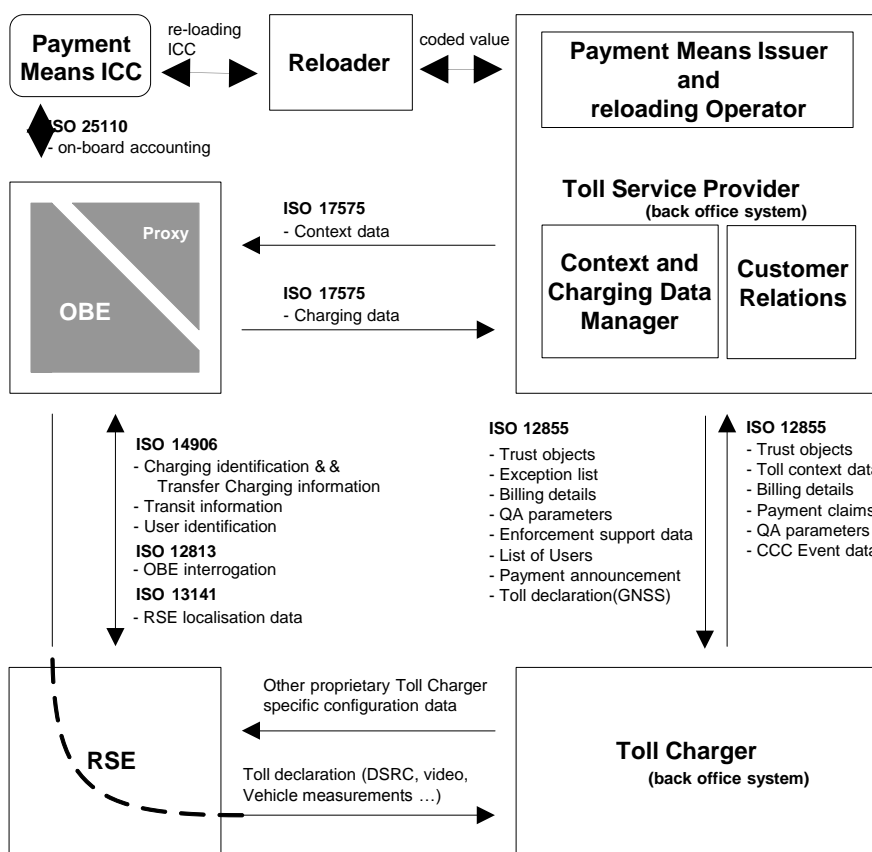 Payment
Means ICC
re-loading
ICC
Reloader
coded value
Payment Means Issuer
and
reloading Operator
ISO 25110
- on-board accounting
Toll Service Provider
(back office system)
Proxy
OBE
ISO 17575
- Context data
ISO 17575
- Charging data
Context and
Charging Data
Manager
Customer
Relations
ISO 14906
- Charging identification & &
Transfer Charging information
- Transit information
- User identification
ISO 12813
- OBE interrogation
ISO 13141
- RSE localisation data
ISO 12855
- Trust objects
- Exception list
- Billing details
- QA parameters
- Enforcement support data
- List of Users
- Payment announcement
- Toll declaration(GNSS)
ISO 12855
- Trust objects
- Toll context data
- Billing details
- Payment claims
- QA parameters
- CCC Event data
RSE
Other proprietary Toll Charger
specific configuration data
Toll declaration (DSRC, video,
Vehicle measurements …)
Toll Charger
(back office system)